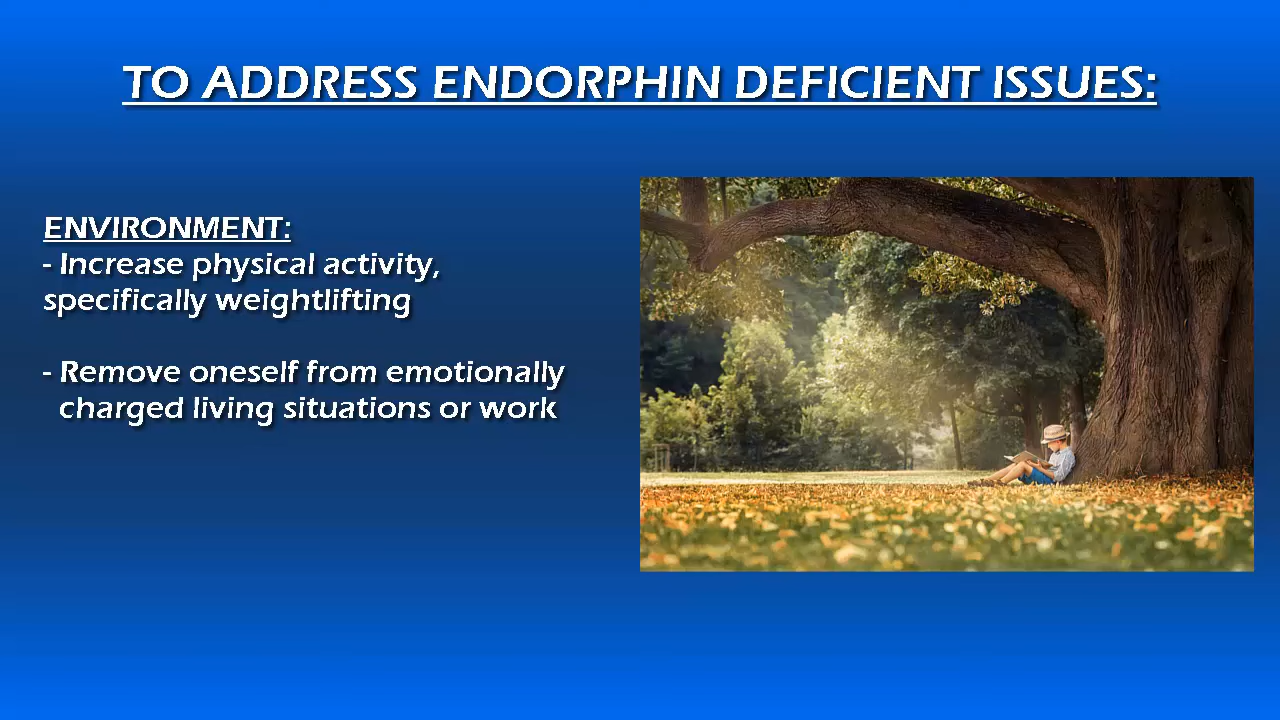 TO ADDRESS ENDORPHIN DEFICIENT ISSUES:
ENVIRONMENT:
- Increase physical activity,
specifically weightlifting
- Remove oneself from emotionally
charged living situations or work